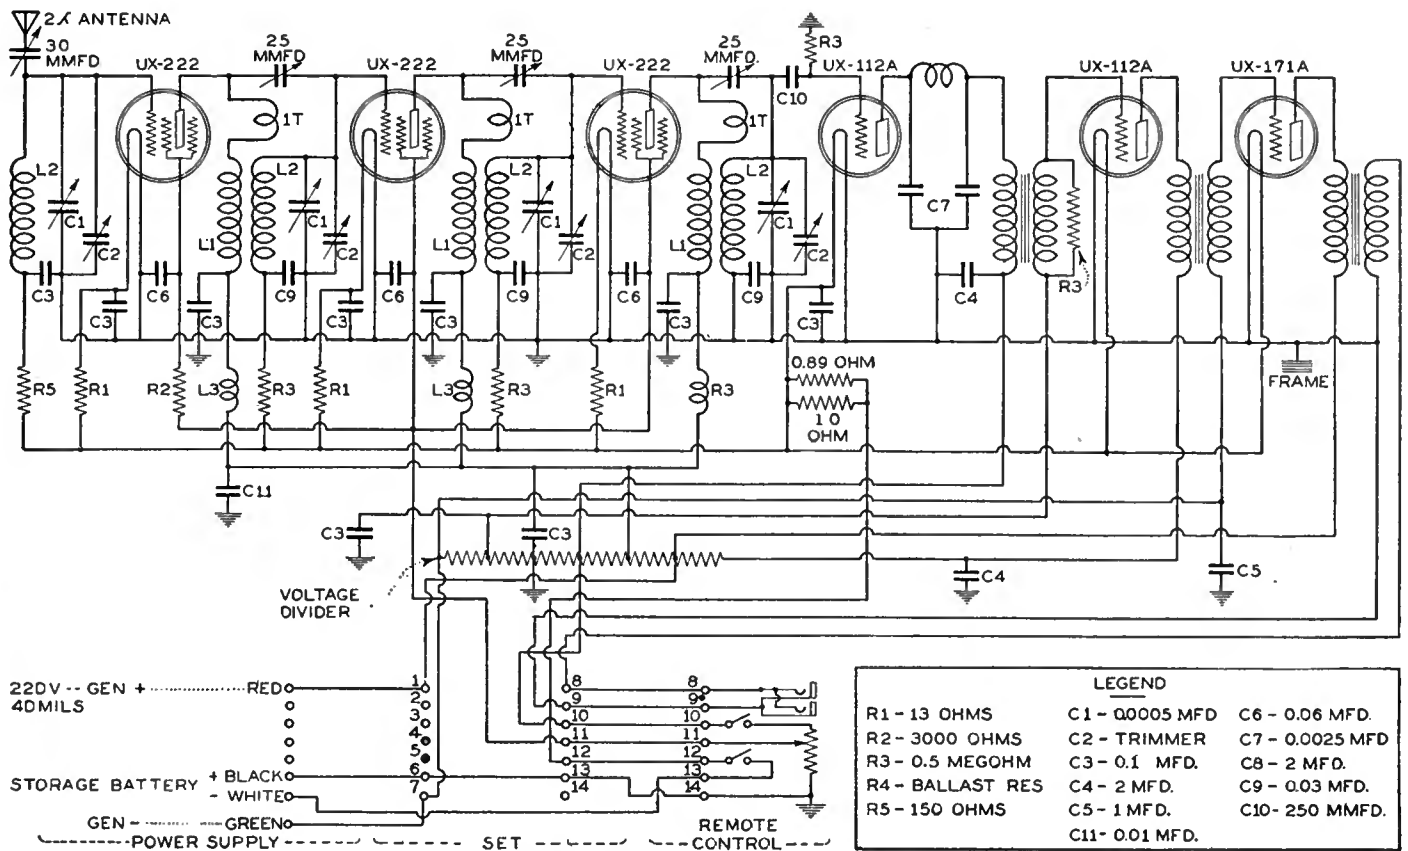 2λ ANTENNA
30
MMFD
UX-222
25
MMFD
UX-222
25
MMFD
UX-222
25
MMFD.
R3
UX-112A
C10
UX-112A
UX-171A
1T
1T
1T
L2
C1
C2
L2
C1
C2
L1
L2
C1
C2
L1
L2
C1
C2
L1
C7
R3
C3
C3
C6
C3
C9
C3
C6
C3
C9
C6
C3
C9
C3
C4
R5
R1
R2
L3
R3
R1
L3
R3
R1
R3
0.89 OHM
10
OHM
FRAME
C11
C3
C3
C4
C5
VOLTAGE
DIVIDER
22DV -- GEN + RED
4DMILS
STORAGE BATTERY + BLACK
- WHITE
GEN - GREEN
1
2
3
4
5
6
7
8
9
10
11
12
13
14
8
9
10
11
12
13
14
POWER SUPPLY
SET
REMOTE
CONTROL
LEGEND
R1 - 13 OHMS C1 - 0.0005 MFD C6 - 0.06 MFD.
R2 - 3000 OHMS C2 - TRIMMER C7 - 0.0025 MFD
R3 - 0.5 MEGOHM C3 - 0.1 MFD. C8 - 2 MFD.
R4 - BALLAST RES C4 - 2 MFD. C9 - 0.03 MFD.
R5 - 150 OHMS C5 - 1 MFD. C10 - 250 MMFD.
C11 - 0.01 MFD.